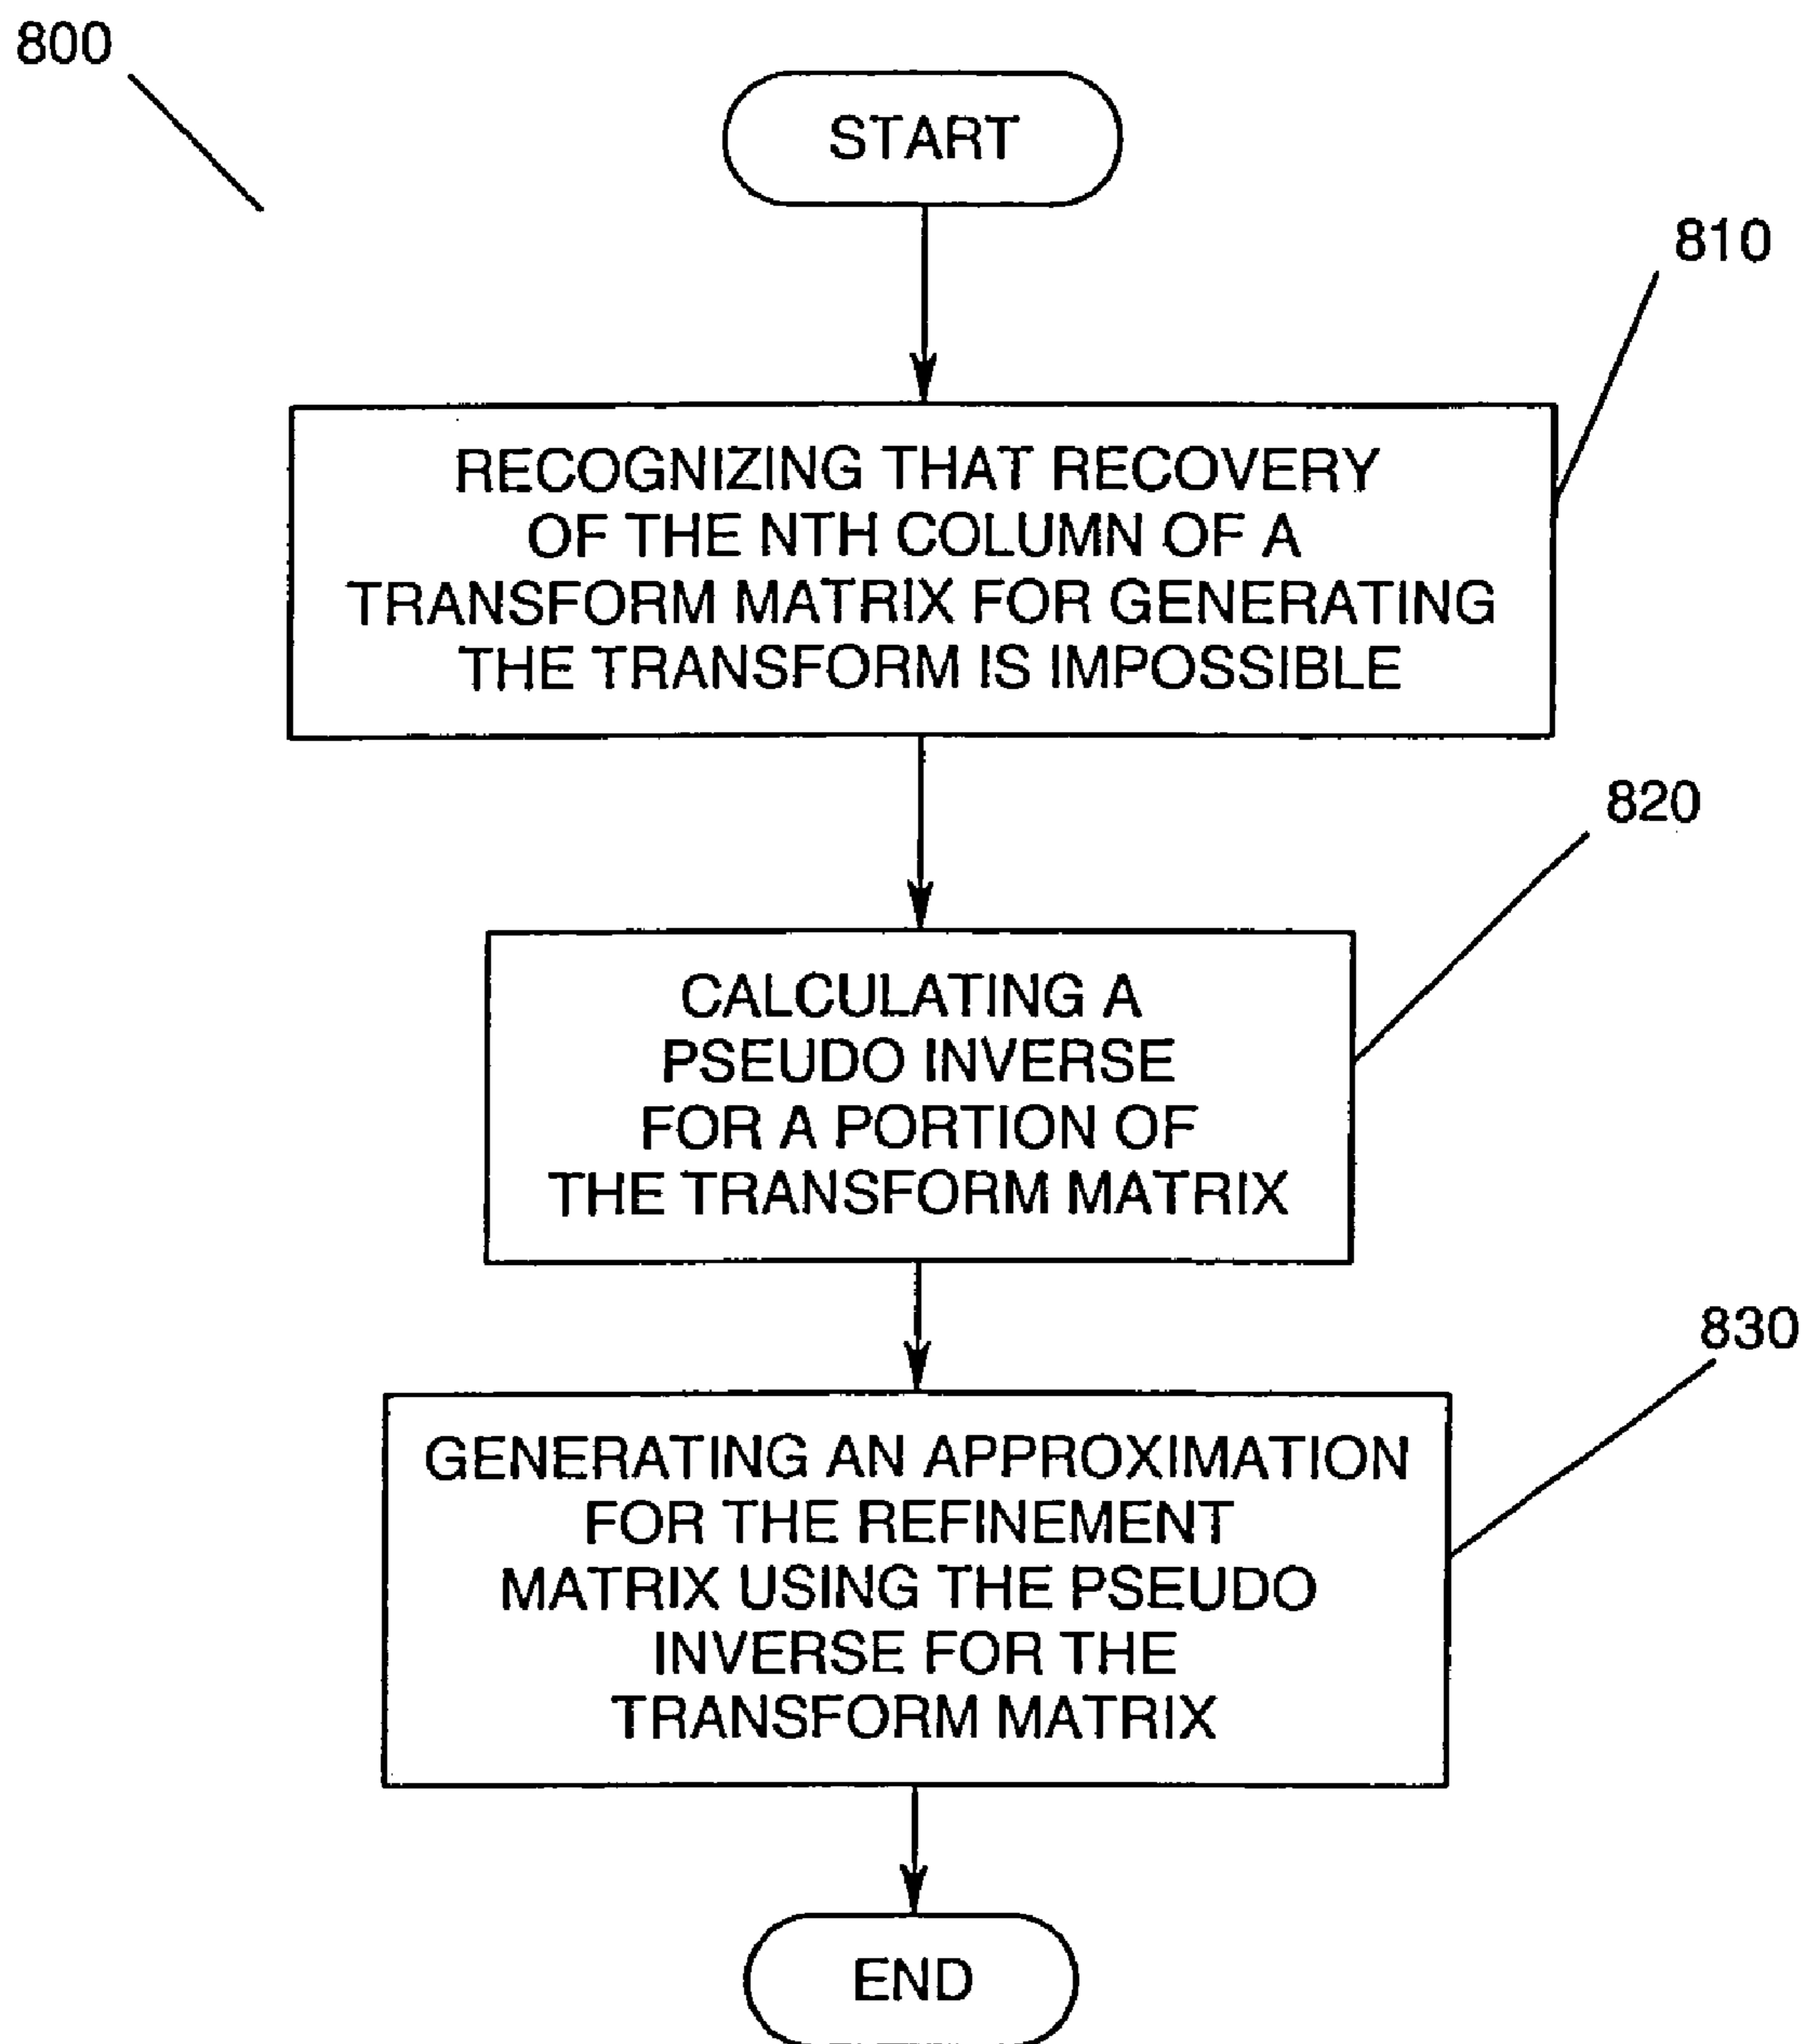 800
START
810
RECOGNIZING THAT RECOVERY
OF THE NTH COLUMN OF A
TRANSFORM MATRIX FOR GENERATING
THE TRANSFORM IS IMPOSSIBLE
820
CALCULATING A
PSEUDO INVERSE
FOR A PORTION OF
THE TRANSFORM MATRIX
830
GENERATING AN APPROXIMATION
FOR THE REFINEMENT
MATRIX USING THE PSEUDO
INVERSE FOR THE
TRANSFORM MATRIX
END